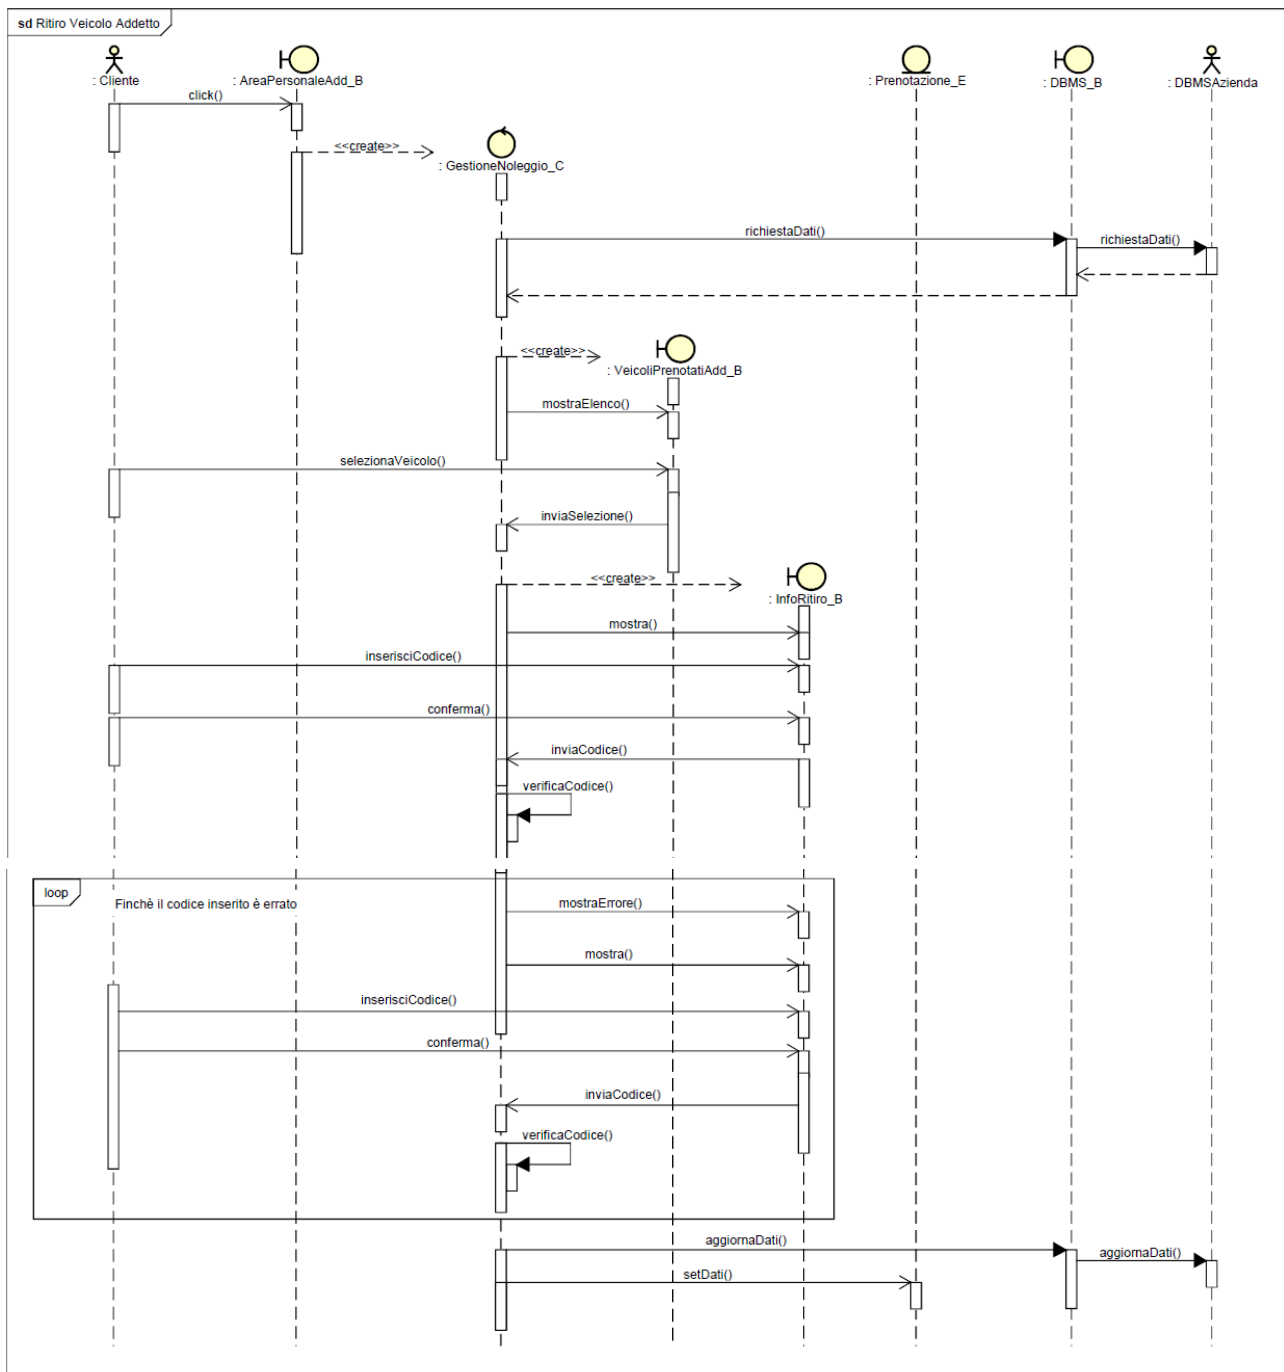 sd Ritiro Veicolo Addetto
: Cliente
: AreaPersonaleAdd_B
: Prenotazione_E
: DBMS_B
: DBMSAzienda
click()
<<create>>
: GestioneNoleggio_C
richiestaDati()
richiestaDati()
<<create>>
: VeicoliPrenotatiAdd_B
mostraElenco()
selezionaVeicolo()
inviaSelezione()
<<create>>
: InfoRitiro_B
mostra()
inserisciCodice()
conferma()
inviaCodice()
verificaCodice()
loop
Finchè il codice inserito è errato
mostraErrore()
mostra()
inserisciCodice()
conferma()
inviaCodice()
verificaCodice()
aggiornaDati()
aggiornaDati()
setDati()